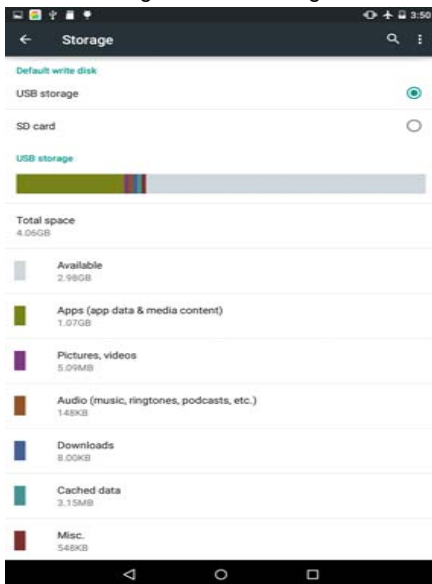 3:50
Storage
Default write disk
USB storage
SD card
USB storage
Total space
4.06GB
Available
2.98GB
Apps (app data & media content)
1.07GB
Pictures, videos
5.09MB
Audio (music, ringtones, podcasts, etc.)
148KB
Downloads
8.00KB
Cached data
3.15MB
Misc.
548KB